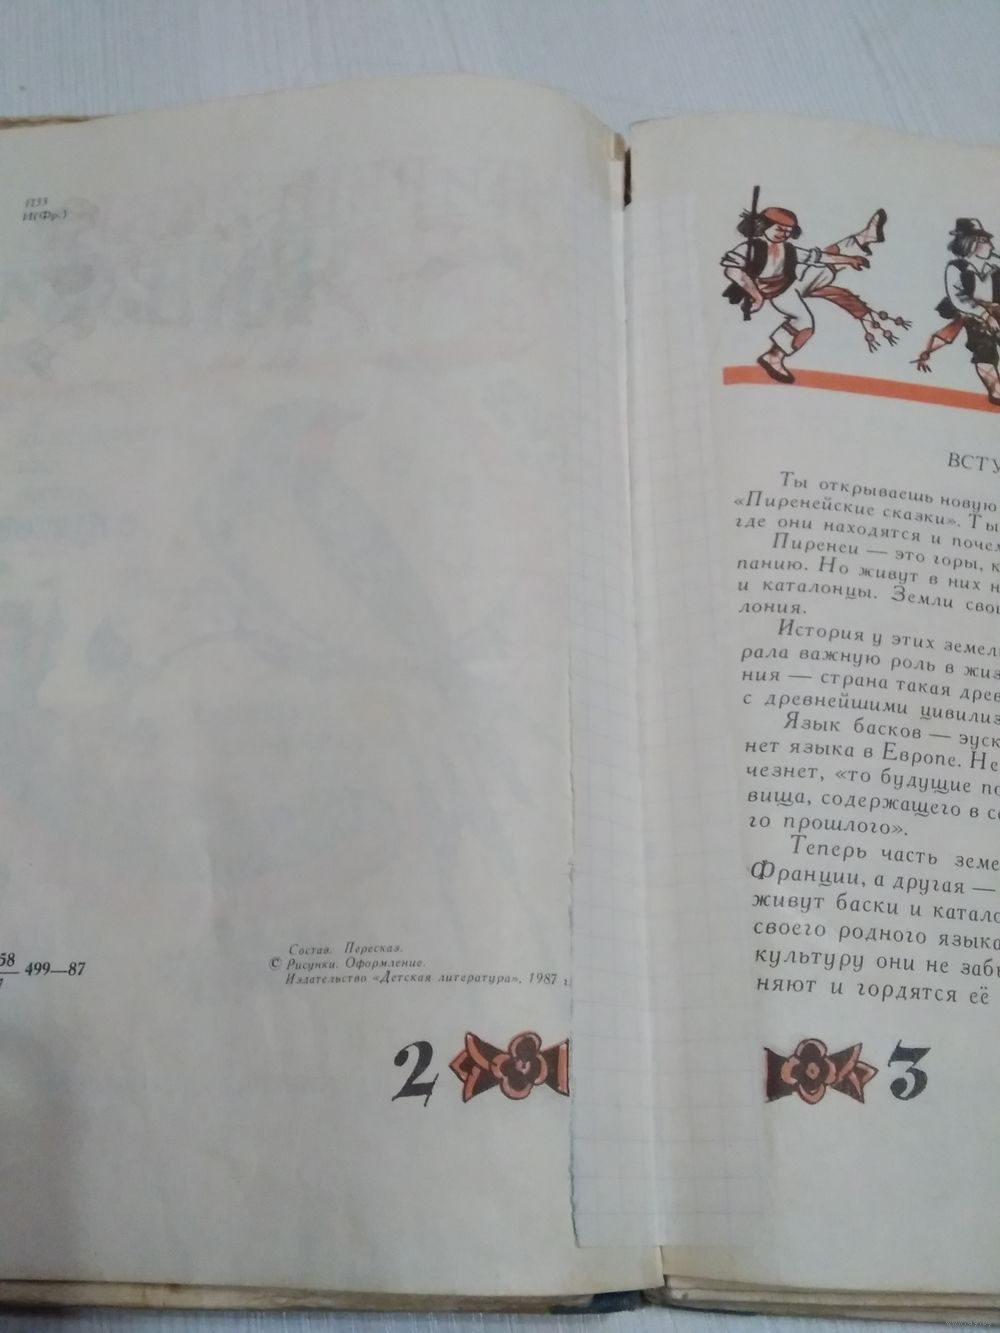 П33
И(Фр.)
58
499—87
Состав. Пересказ.
© Рисунки. Оформление.
Издательство «Детская литература», 1987 г.
2
ВСТУ
Ты открываешь новую
«Пиренейские сказки». Ты
где они находятся и почем
Пиренеи — это горы, к
панию. Но живут в них н
и каталонцы. Земли сво
лония.
История у этих земель
рала важную роль в жиз
ния — страна такая древ
с древнейшими цивилиз
Язык басков — эуск
нет языка в Европе. Не
чезнет, «то будущие по
вища, содержащего в се
го прошлого».
Теперь часть земе
Франции, а другая —
живут баски и катало
своего родного языка
культуру они не забы
няют и гордятся её
3